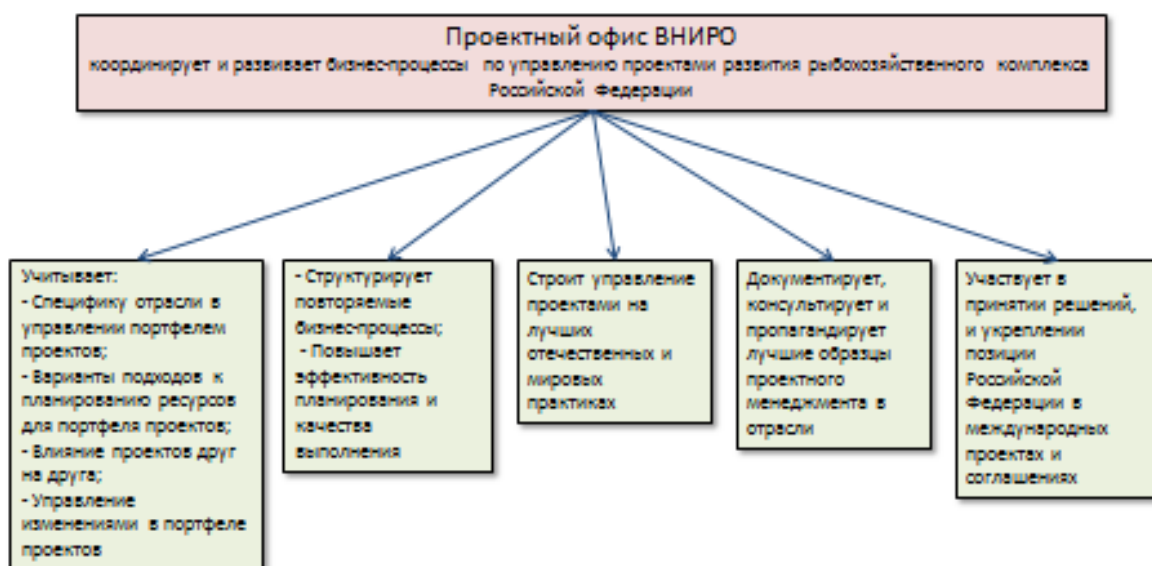 Проектный офис ВНИРО
координирует и развивает бизнес-процессы по управлению проектами развития рыбохозяйственного комплекса
Российской Федерации
Учитывает:
- Специфику отрасли в
управлении портфелем
проектов;
- Варианты подходов к
планированию ресурсов
для портфеля проектов;
- Влияние проектов друг
на друга;
- Управление
изменениями в портфеле
проектов
- Структурирует
повторяемые
бизнес-процессы;
- Повышает
эффективность
планирования и
качества
выполнения
Строит управление
проектами на
лучших
отечественных и
мировых
практиках
Документирует,
консультирует и
пропагандирует
лучшие образцы
проектного
менеджмента в
отрасли
Участвует в
принятии решений,
и укреплении
позиции
Российской
Федерации в
международных
проектах и
соглашениях